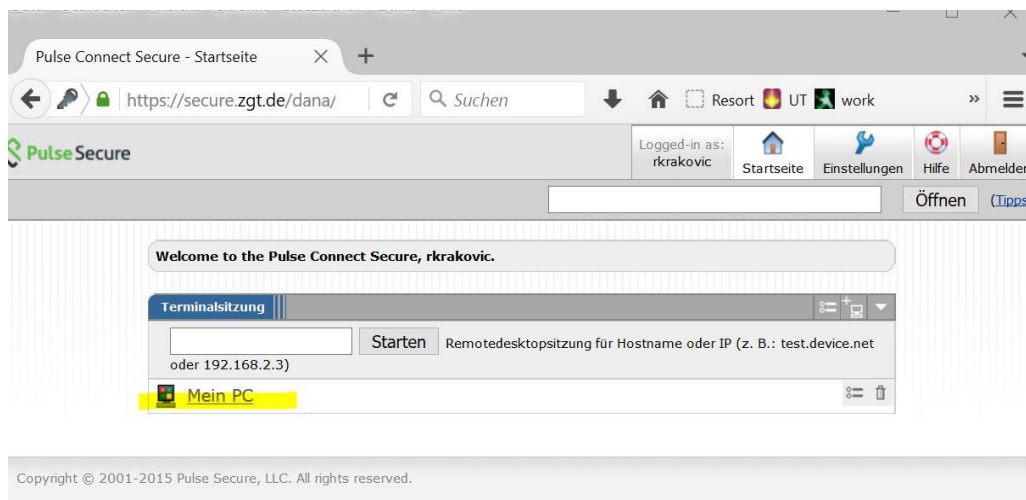 Pulse Connect Secure - Startseite
https://secure.zgt.de/dana/
Suchen
Resort
UT
work
Pulse Secure
Logged-in as:
rkrakovic
Startseite
Einstellungen
Hilfe
Abmelden
Öffnen
(Tipps
Welcome to the Pulse Connect Secure, rkrakovic.
Terminalsitzung
Starten Remotedesktopsitzung für Hostname oder IP (z. B.: test.device.net
oder 192.168.2.3)
Mein PC
Copyright © 2001-2015 Pulse Secure, LLC. All rights reserved.